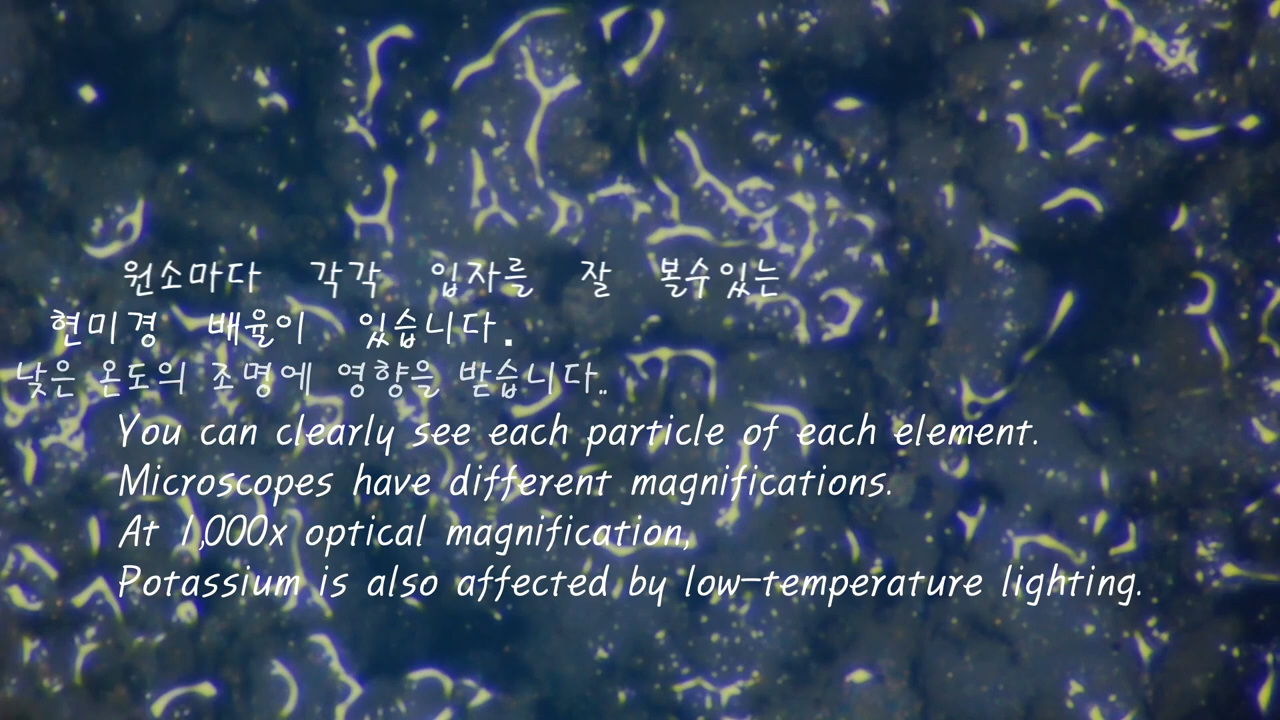 원소마다 각각 입자를 잘 볼수있는
현미경 배율이 있습니다.
낮은 온도의 조명에 영향을 받습니다..
You can clearly see each particle of each element.
Microscopes have different magnifications.
At 1,000x optical magnification,
Potassium is also affected by low-temperature lighting.